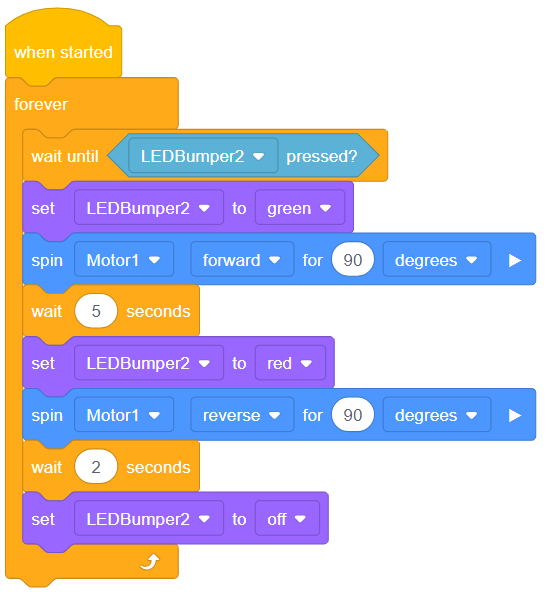 when started
forever
wait until LEDBumper2 pressed?
set LEDBumper2 to green
spin Motor1 forward for 90 degrees
wait 5 seconds
set LEDBumper2 to red
spin Motor1 reverse for 90 degrees
wait 2 seconds
set LEDBumper2 to off